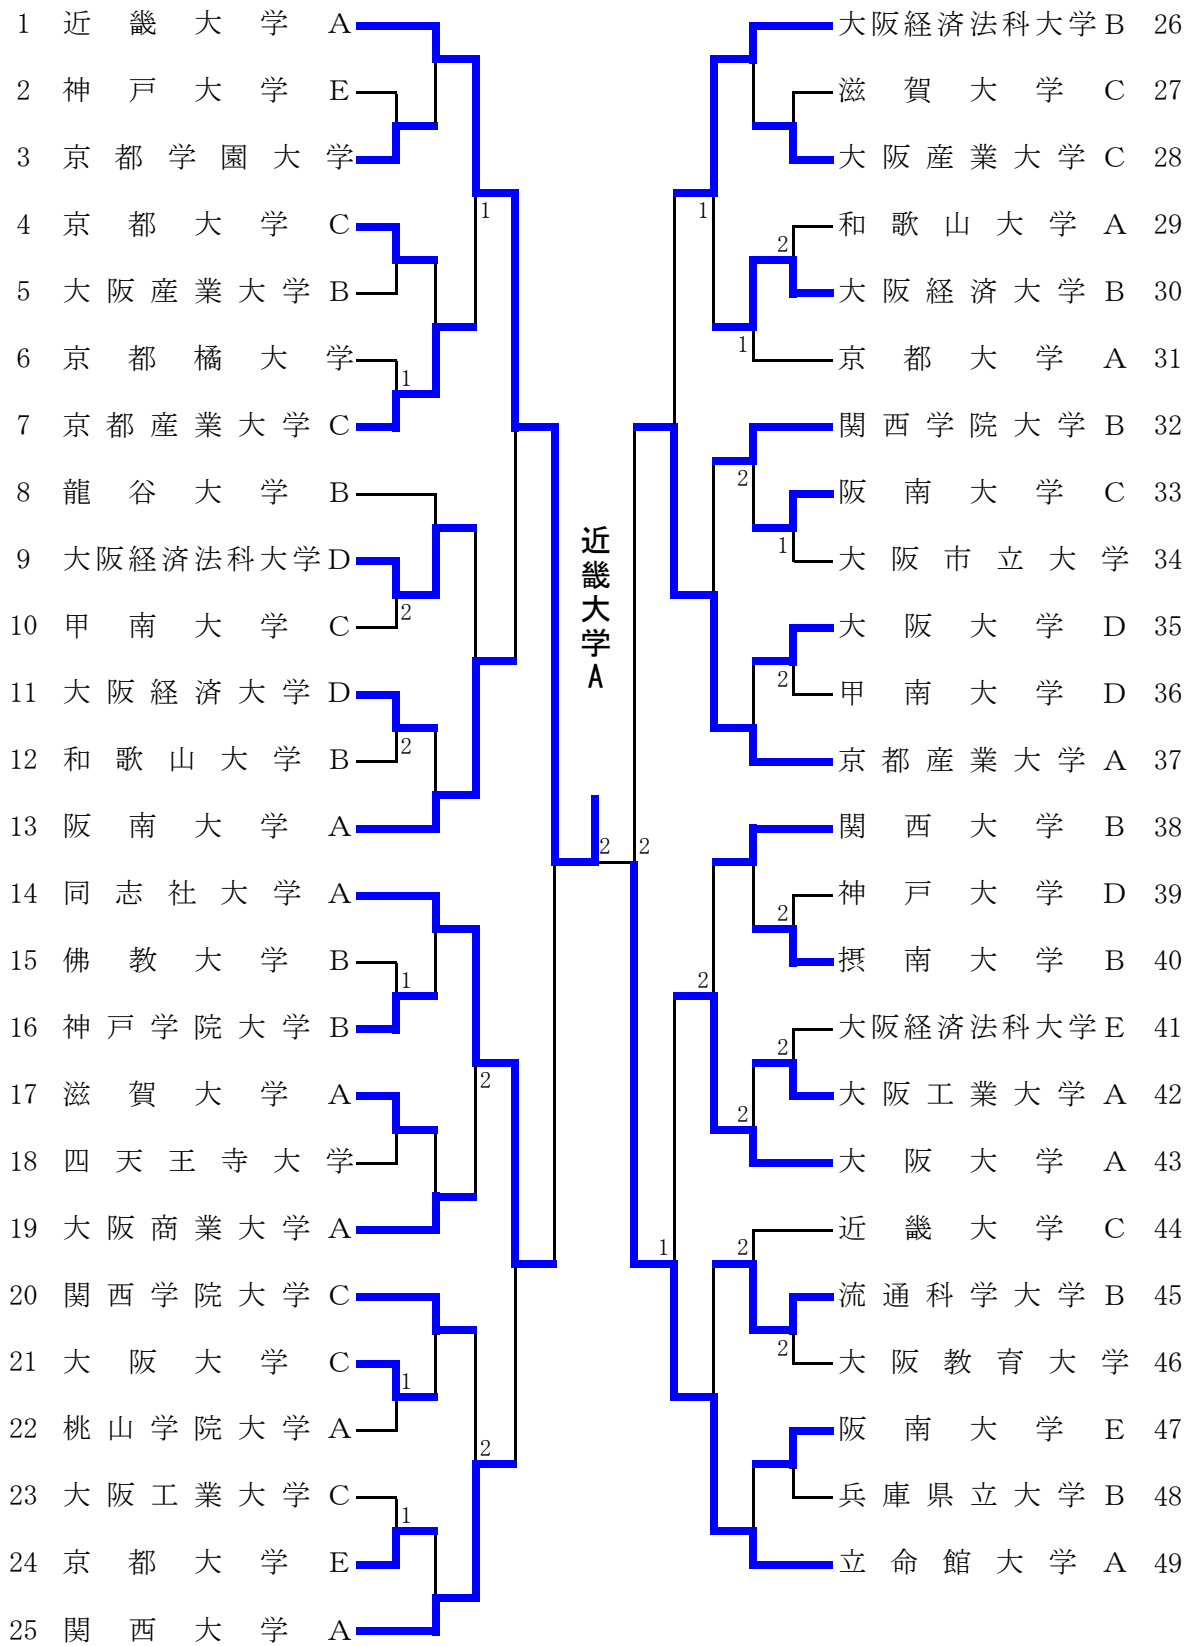 1 近畿大学 A
2 神戸大学 E
3 京都学園大学
4 京都大学 C
5 大阪産業大学 B
6 京都橘大学
7 京都産業大学 C
8 龍谷大学 B
9 大阪経済法科大学 D
10 甲南大学 C
11 大阪経済大学 D
12 和歌山大学 B
13 阪南大学 A
14 同志社大学 A
15 佛教大学 B
16 神戸学院大学 B
17 滋賀大学 A
18 四天王寺大学
19 大阪商業大学 A
20 関西学院大学 C
21 大阪大学 C
22 桃山学院大学 A
23 大阪工業大学 C
24 京都大学 E
25 関西大学 A
1
1
2
2
1
2
1
2
1
近畿大学A
2
2
大阪経済法科大学 B 26
滋賀大学 C 27
大阪産業大学 C 28
和歌山大学 A 29
大阪経済大学 B 30
京都大学 A 31
関西学院大学 B 32
阪南大学 C 33
大阪市立大学 34
大阪大学 D 35
甲南大学 D 36
京都産業大学 A 37
関西大学 B 38
神戸大学 D 39
摂南大学 B 40
大阪経済法科大学 E 41
大阪工業大学 A 42
大阪大学 A 43
近畿大学 C 44
流通科学大学 B 45
大阪教育大学 46
阪南大学 E 47
兵庫県立大学 B 48
立命館大学 A 49
1
2
1
2
1
2
2
2
2
2
1
2
2